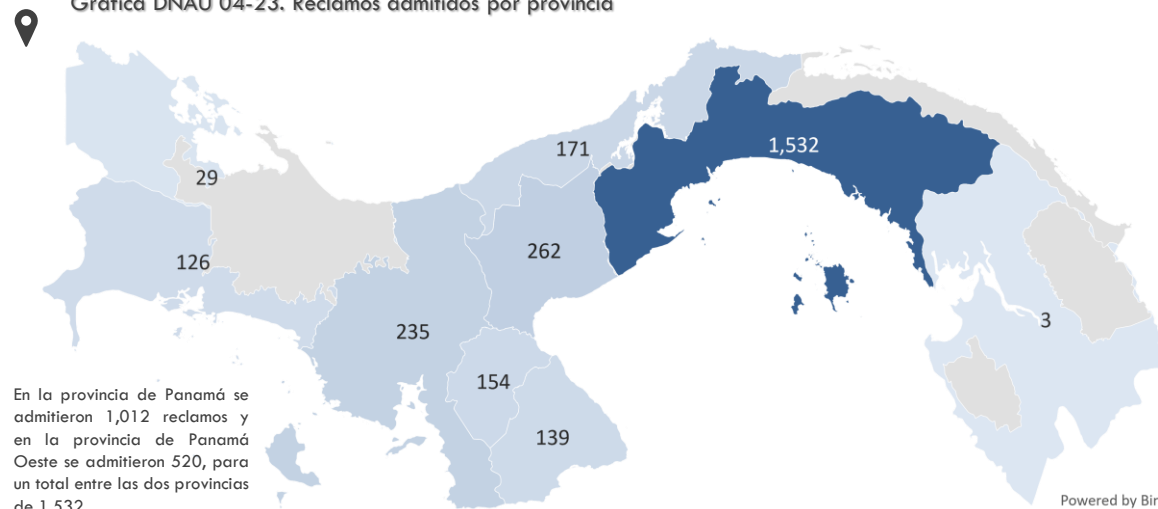 Gráfica DNAU 04-23. Reclamos admitidos por provincia
171
1,532
29
262
126
235
3
154
139
En la provincia de Panamá se
admitieron 1,012 reclamos y
en la provincia de Panamá
Oeste se admitieron 520, para
un total entre las dos provincias
de 1,532
Powered by Bin